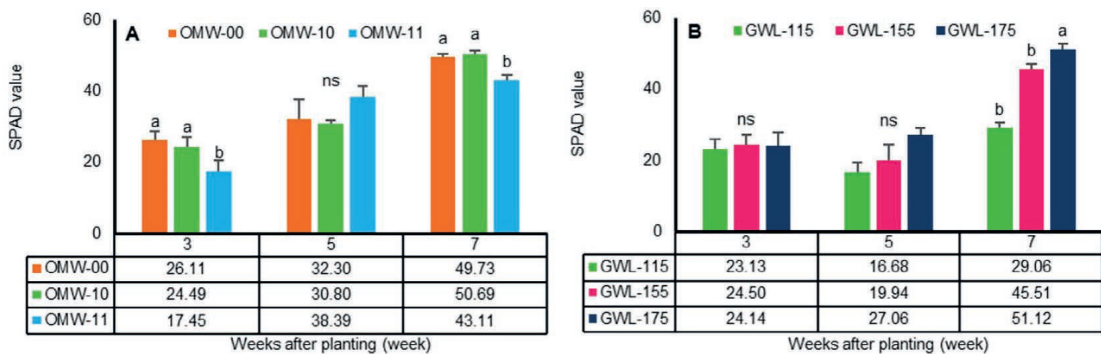 A
OMW-00 OMW-10 OMW-11
SPAD value
60
40
20
0
a a b
ns
a a b
3 5 7
OMW-00 26.11 32.30 49.73
OMW-10 24.49 30.80 50.69
OMW-11 17.45 38.39 43.11
Weeks after planting (week)
B
GWL-115 GWL-155 GWL-175
SPAD value
60
40
20
0
ns
ns
b b a
3 5 7
GWL-115 23.13 16.68 29.06
GWL-155 24.50 19.94 45.51
GWL-175 24.14 27.06 51.12
Weeks after planting (week)